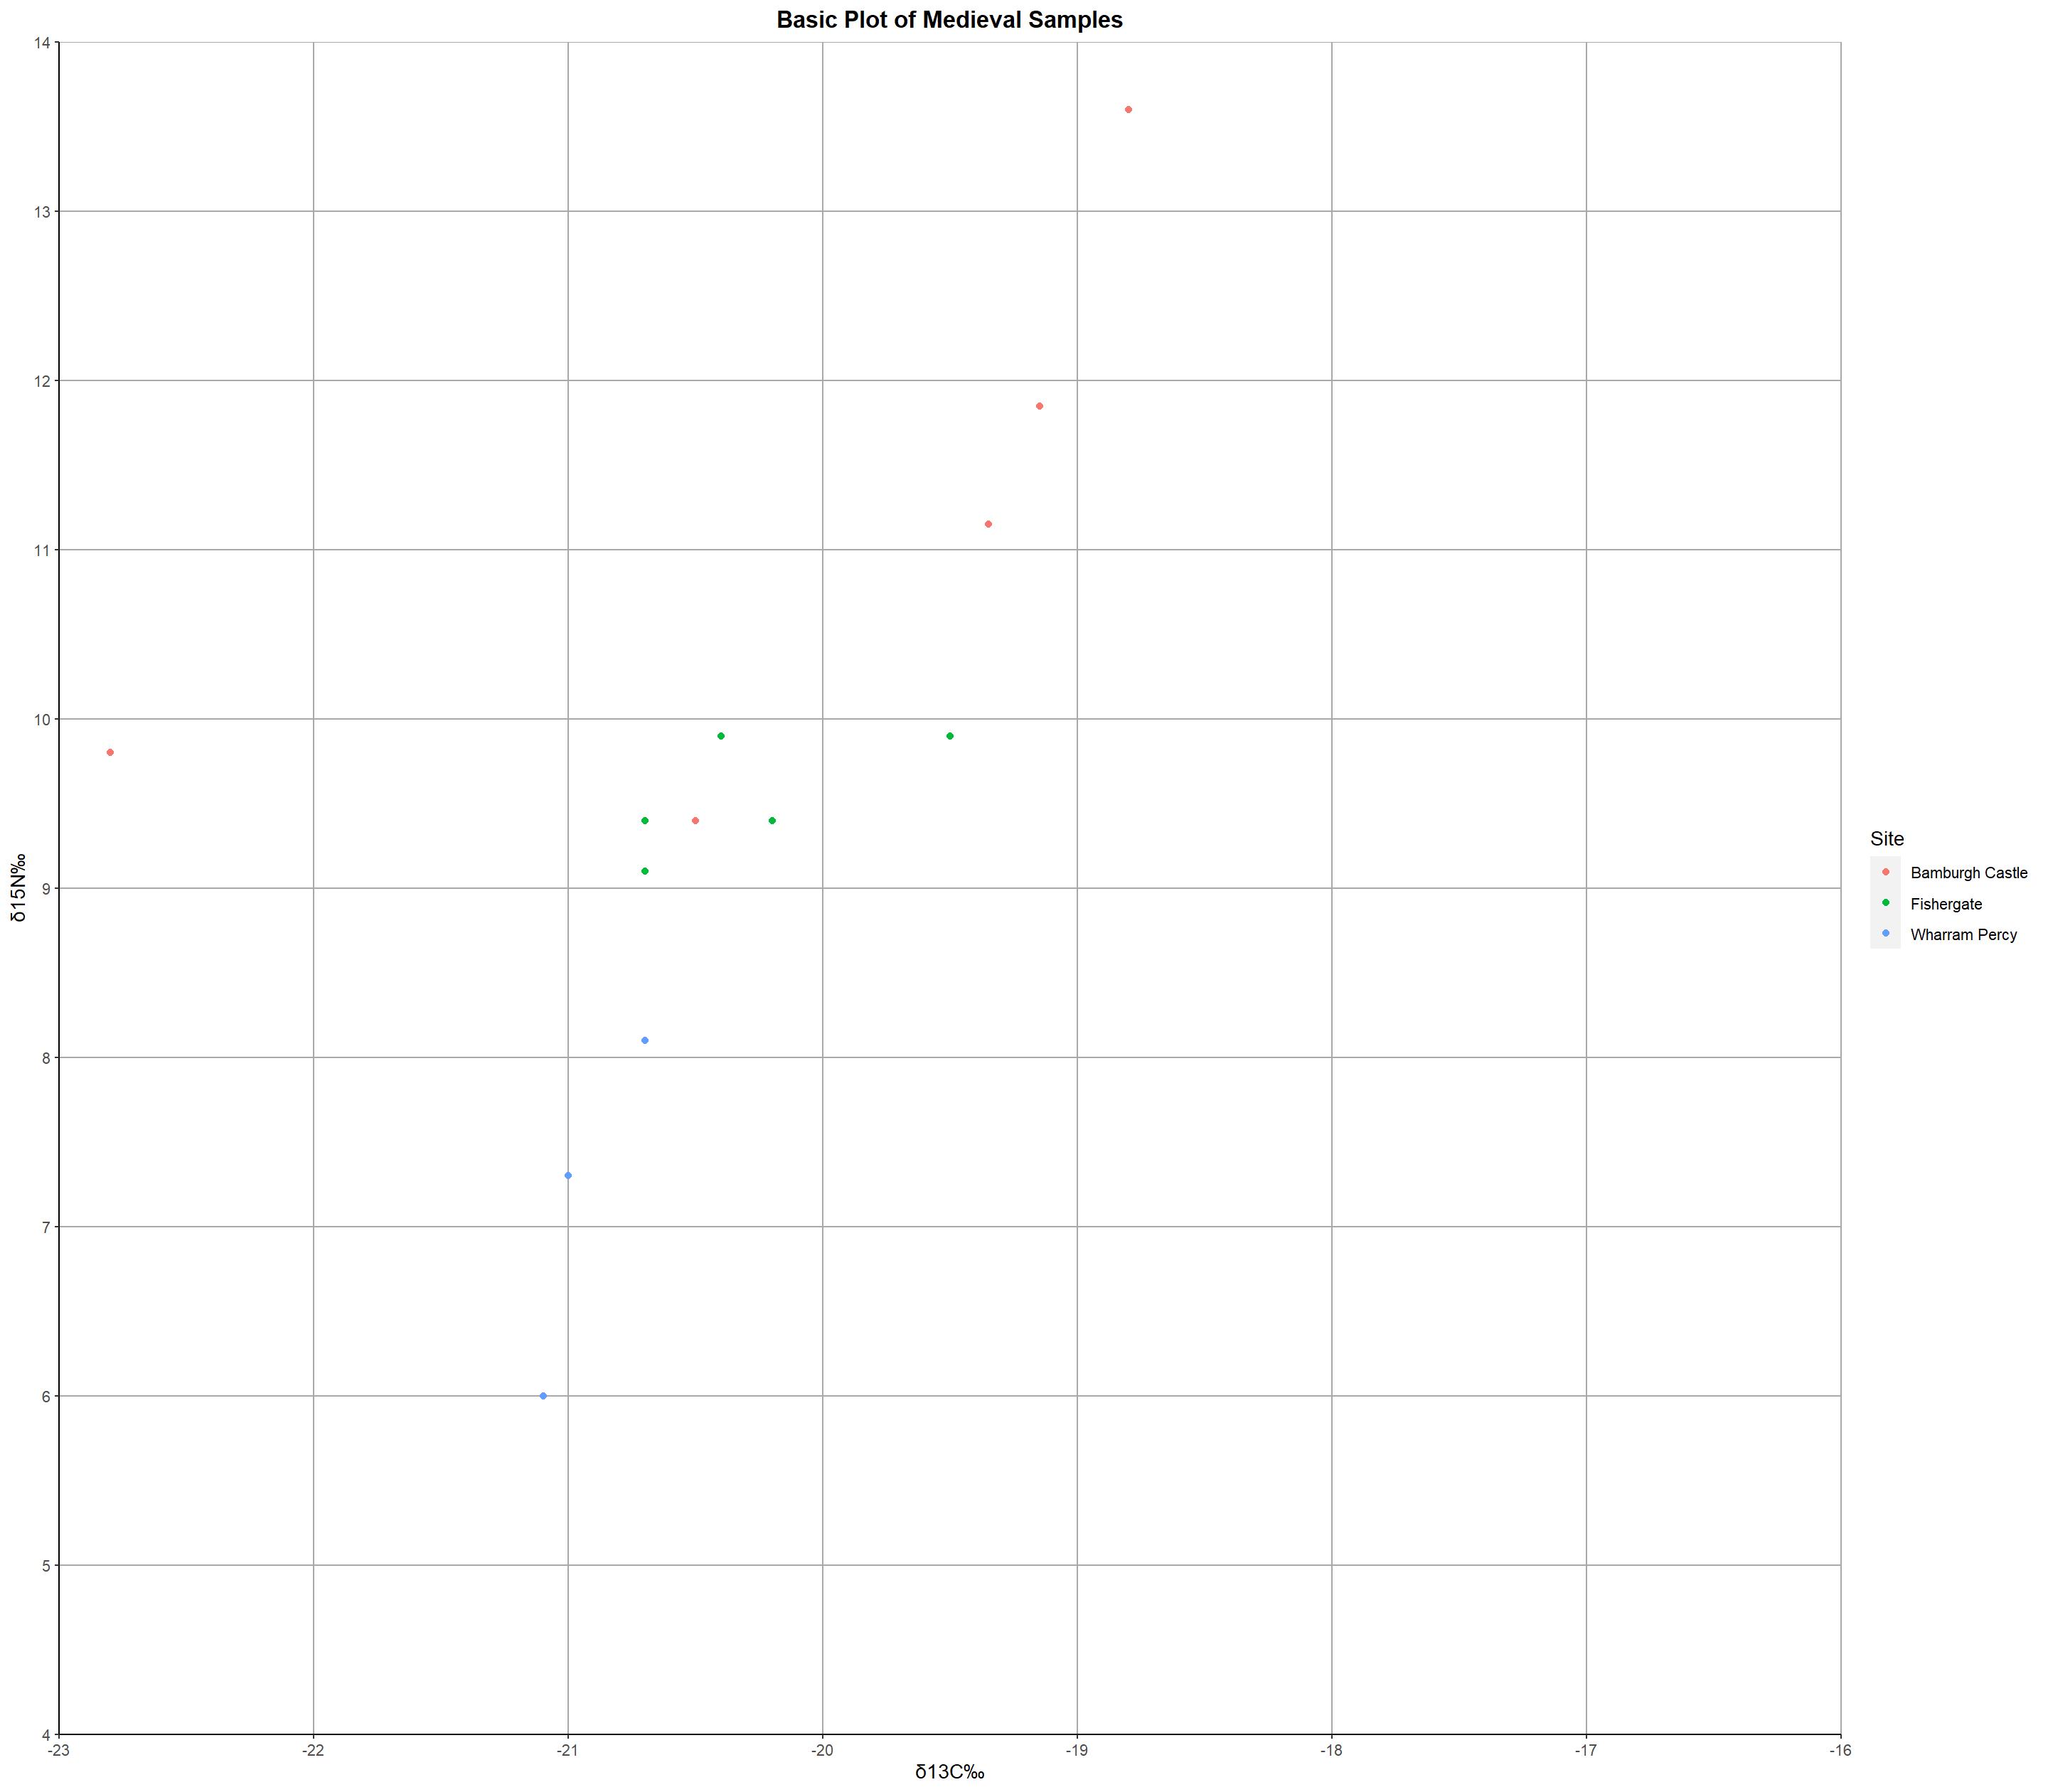 Basic Plot of Medieval Samples
14
13
12
11
10
9
8
7
6
5
4
δ15N‰
-23 -22 -21 -20 -19 -18 -17 -16
δ13C‰
Site
Bamburgh Castle
Fishergate
Wharram Percy